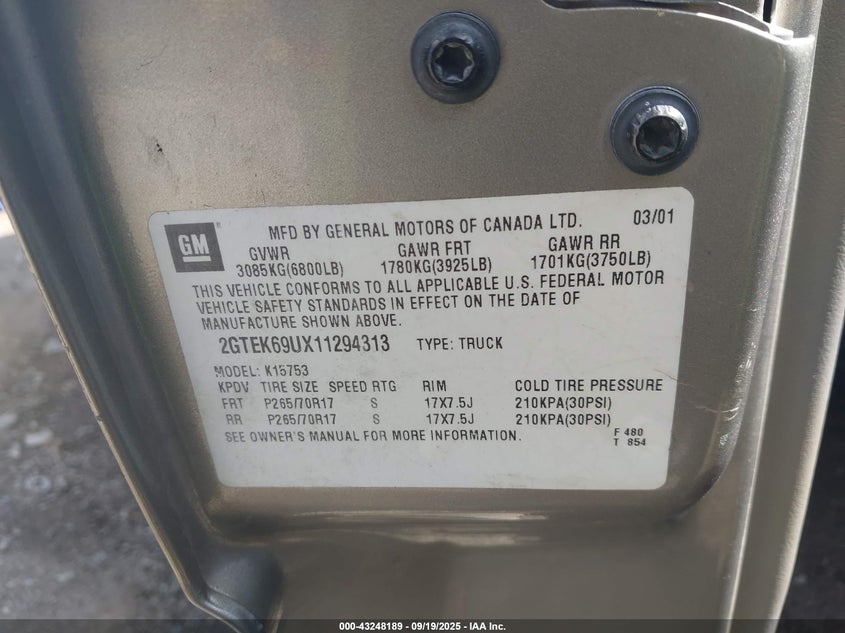 GM
MFD BY GENERAL MOTORS OF CANADA LTD. 03/01
GVWR GAWR FRT GAWR RR
3085KG(6800LB) 1780KG(3925LB) 1701KG(3750LB)
THIS VEHICLE CONFORMS TO ALL APPLICABLE U.S. FEDERAL MOTOR
VEHICLE SAFETY STANDARDS IN EFFECT ON THE DATE OF
MANUFACTURE SHOWN ABOVE.
2GTEK69UX11294313 TYPE: TRUCK
MODEL: K15753
KPDV TIRE SIZE SPEED RTG RIM COLD TIRE PRESSURE
FRT P265/70R17 S 17X7.5J 210KPA(30PSI)
RR P265/70R17 S 17X7.5J 210KPA(30PSI)
SEE OWNER'S MANUAL FOR MORE INFORMATION.
F 480
T 854
000-43248189 - 09/19/2025 - IAA Inc.